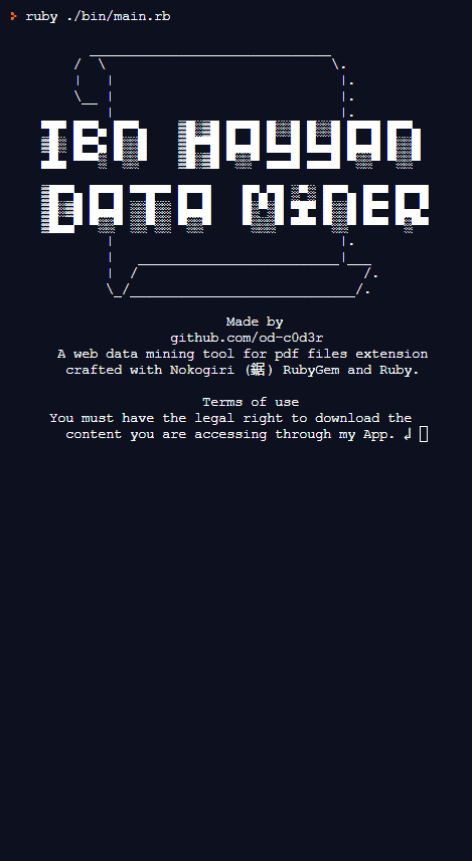 ruby ./bin/main.rb
IBN HAYYAN
DATA MINER
Made by
github.com/od-c0d3r
A web data mining tool for pdf files extension
crafted with Nokogiri (鋸) RubyGem and Ruby.
Terms of use
You must have the legal right to download the
content you are accessing through my App. ↲